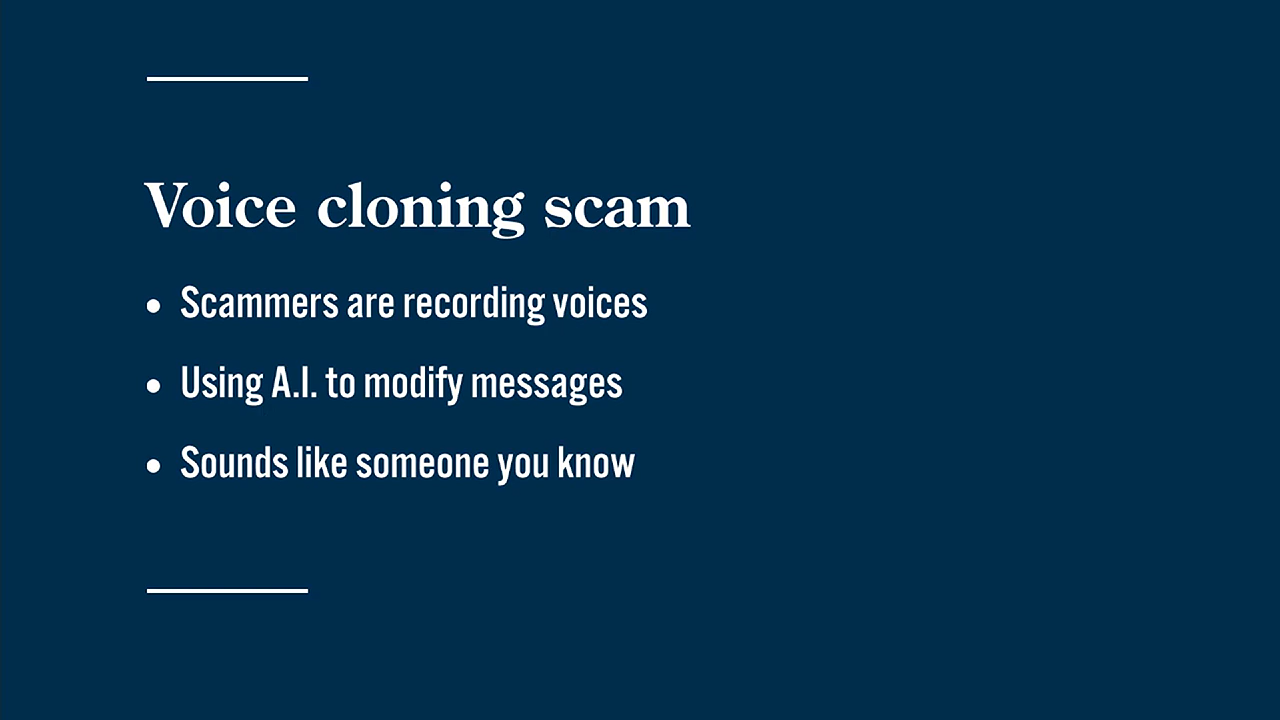 Voice cloning scam
• Scammers are recording voices
• Using A.I. to modify messages
• Sounds like someone you know